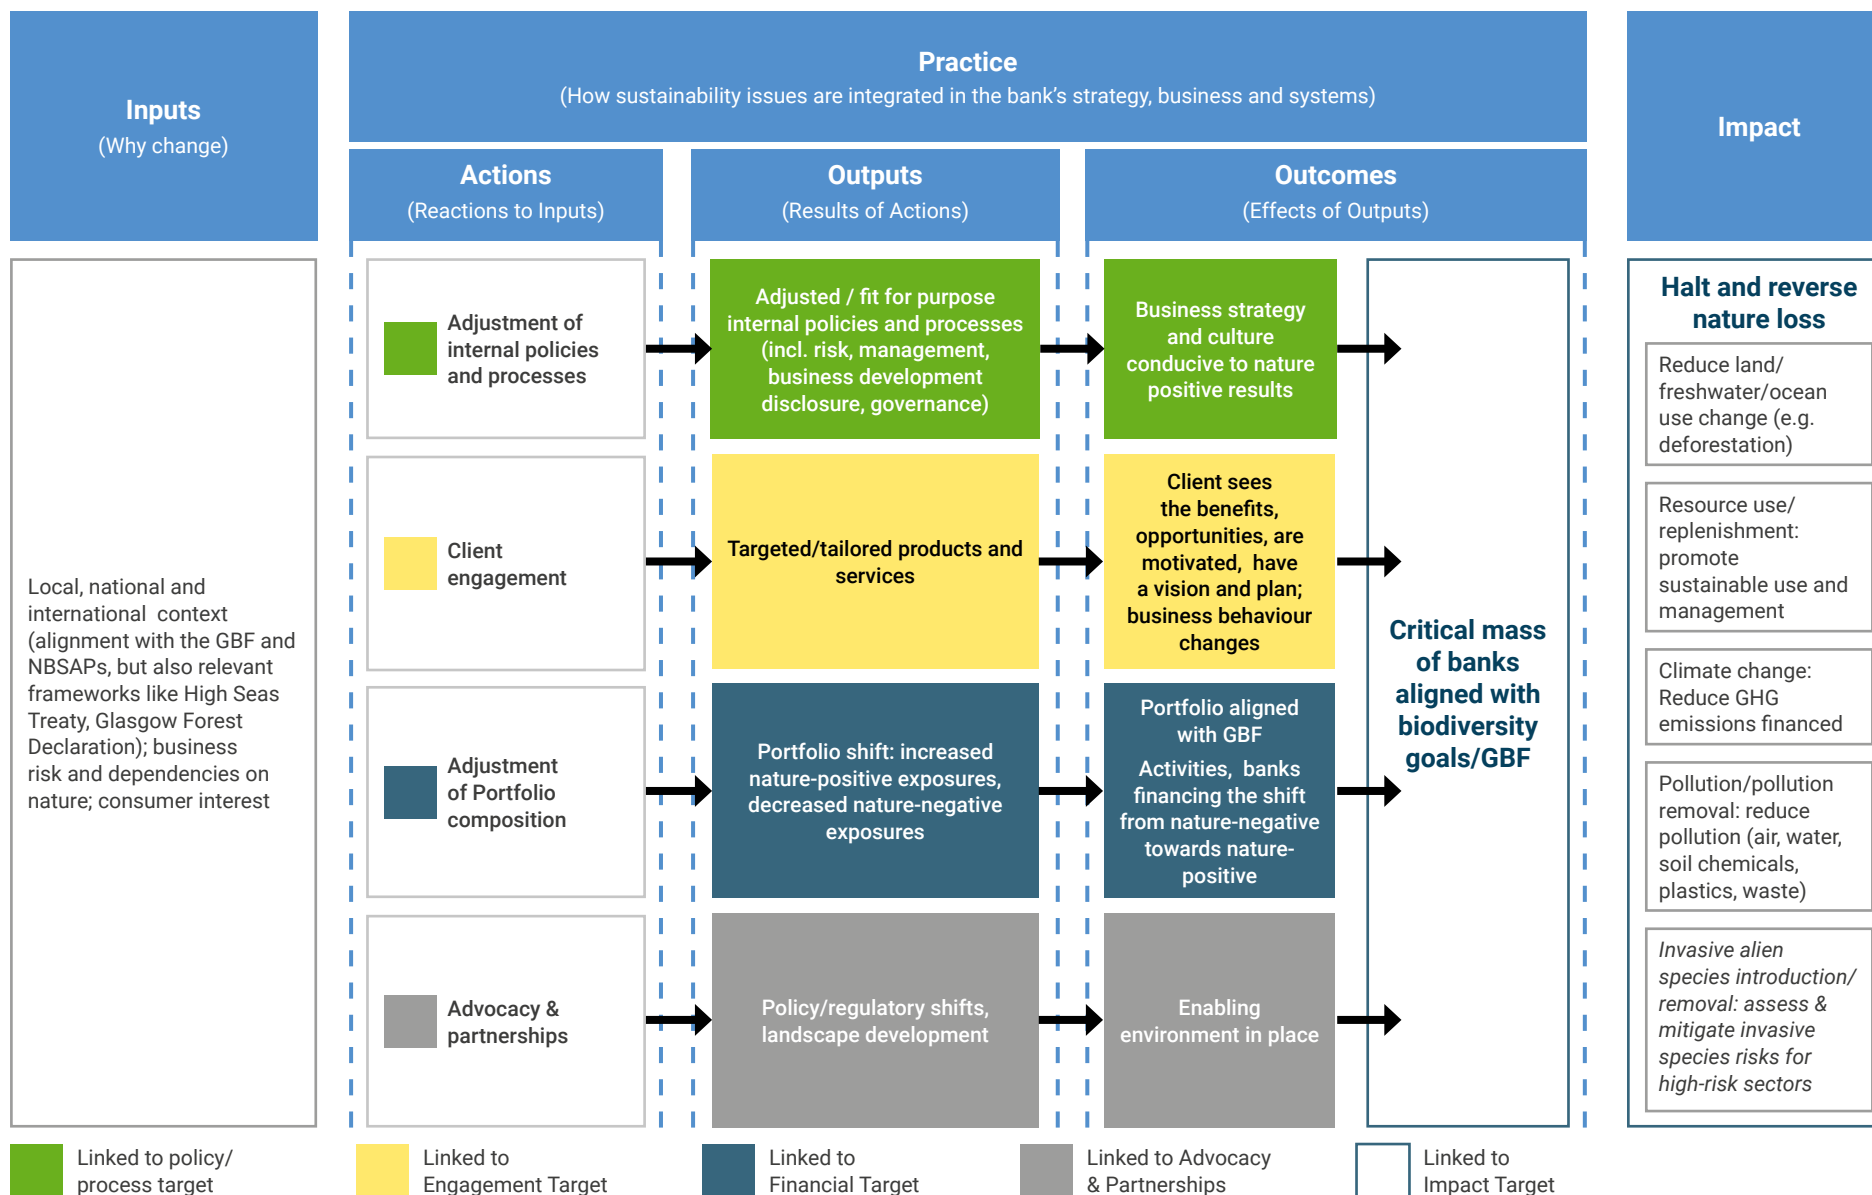 Inputs
(Why change)
Practice
(How sustainability issues are integrated in the bank's strategy, business and systems)
Impact
Actions
(Reactions to Inputs)
Outputs
(Results of Actions)
Outcomes
(Effects of Outputs)
Local, national and
international context
(alignment with the GBF and
NBSAPs, but also relevant
frameworks like High Seas
Treaty, Glasgow Forest
Declaration); business
risk and dependencies on
nature; consumer interest
Adjustment of
internal policies
and processes
Adjusted / fit for purpose
internal policies and processes
(incl. risk, management,
business development
disclosure, governance)
Business strategy
and culture
conducive to nature
positive results
Client
engagement
Targeted/tailored products and
services
Client sees
the benefits,
opportunities, are
motivated, have
a vision and plan;
business behaviour
changes
Adjustment
of Portfolio
composition
Portfolio shift: increased
nature-positive exposures,
decreased nature-negative
exposures
Portfolio aligned
with GBF
Activities, banks
financing the shift
from nature-negative
towards nature-
positive
Advocacy &
partnerships
Policy/regulatory shifts,
landscape development
Enabling
environment in place
Critical mass
of banks
aligned with
biodiversity
goals/GBF
Halt and reverse
nature loss
Reduce land/
freshwater/ocean
use change (e.g.
deforestation)
Resource use/
replenishment:
promote
sustainable use and
management
Climate change:
Reduce GHG
emissions financed
Pollution/pollution
removal: reduce
pollution (air, water,
soil chemicals,
plastics, waste)
Invasive alien
species introduction/
removal: assess &
mitigate invasive
species risks for
high-risk sectors
Linked to policy/
process target
Linked to
Engagement Target
Linked to
Financial Target
Linked to Advocacy
& Partnerships
Linked to
Impact Target